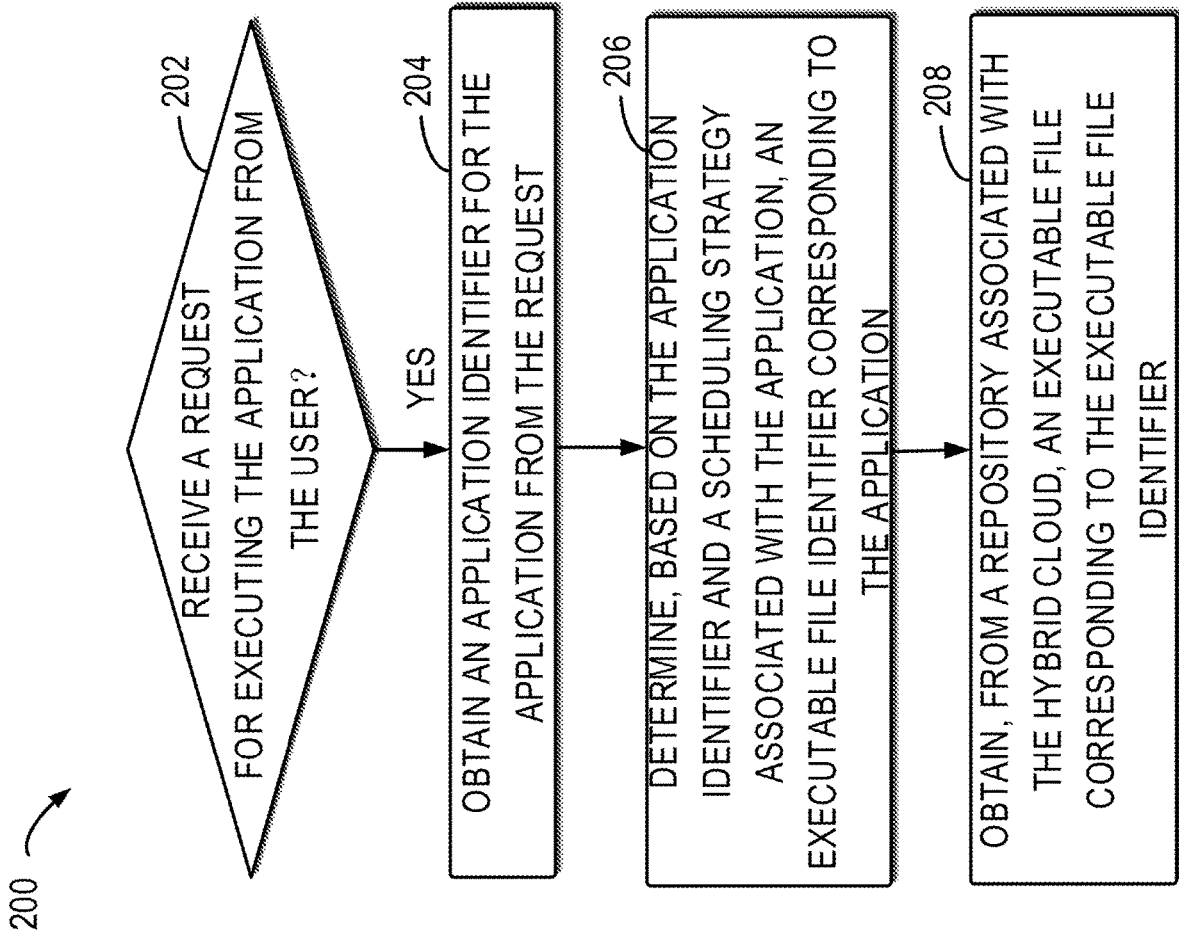 200
202
RECEIVE A REQUEST
FOR EXECUTING THE APPLICATION FROM
THE USER?
YES
204
OBTAIN AN APPLICATION IDENTIFIER FOR THE
APPLICATION FROM THE REQUEST
206
DETERMINE, BASED ON THE APPLICATION
IDENTIFIER AND A SCHEDULING STRATEGY
ASSOCIATED WITH THE APPLICATION, AN
EXECUTABLE FILE IDENTIFIER CORRESPONDING TO
THE APPLICATION
208
OBTAIN, FROM A REPOSITORY ASSOCIATED WITH
THE HYBRID CLOUD, AN EXECUTABLE FILE
CORRESPONDING TO THE EXECUTABLE FILE
IDENTIFIER